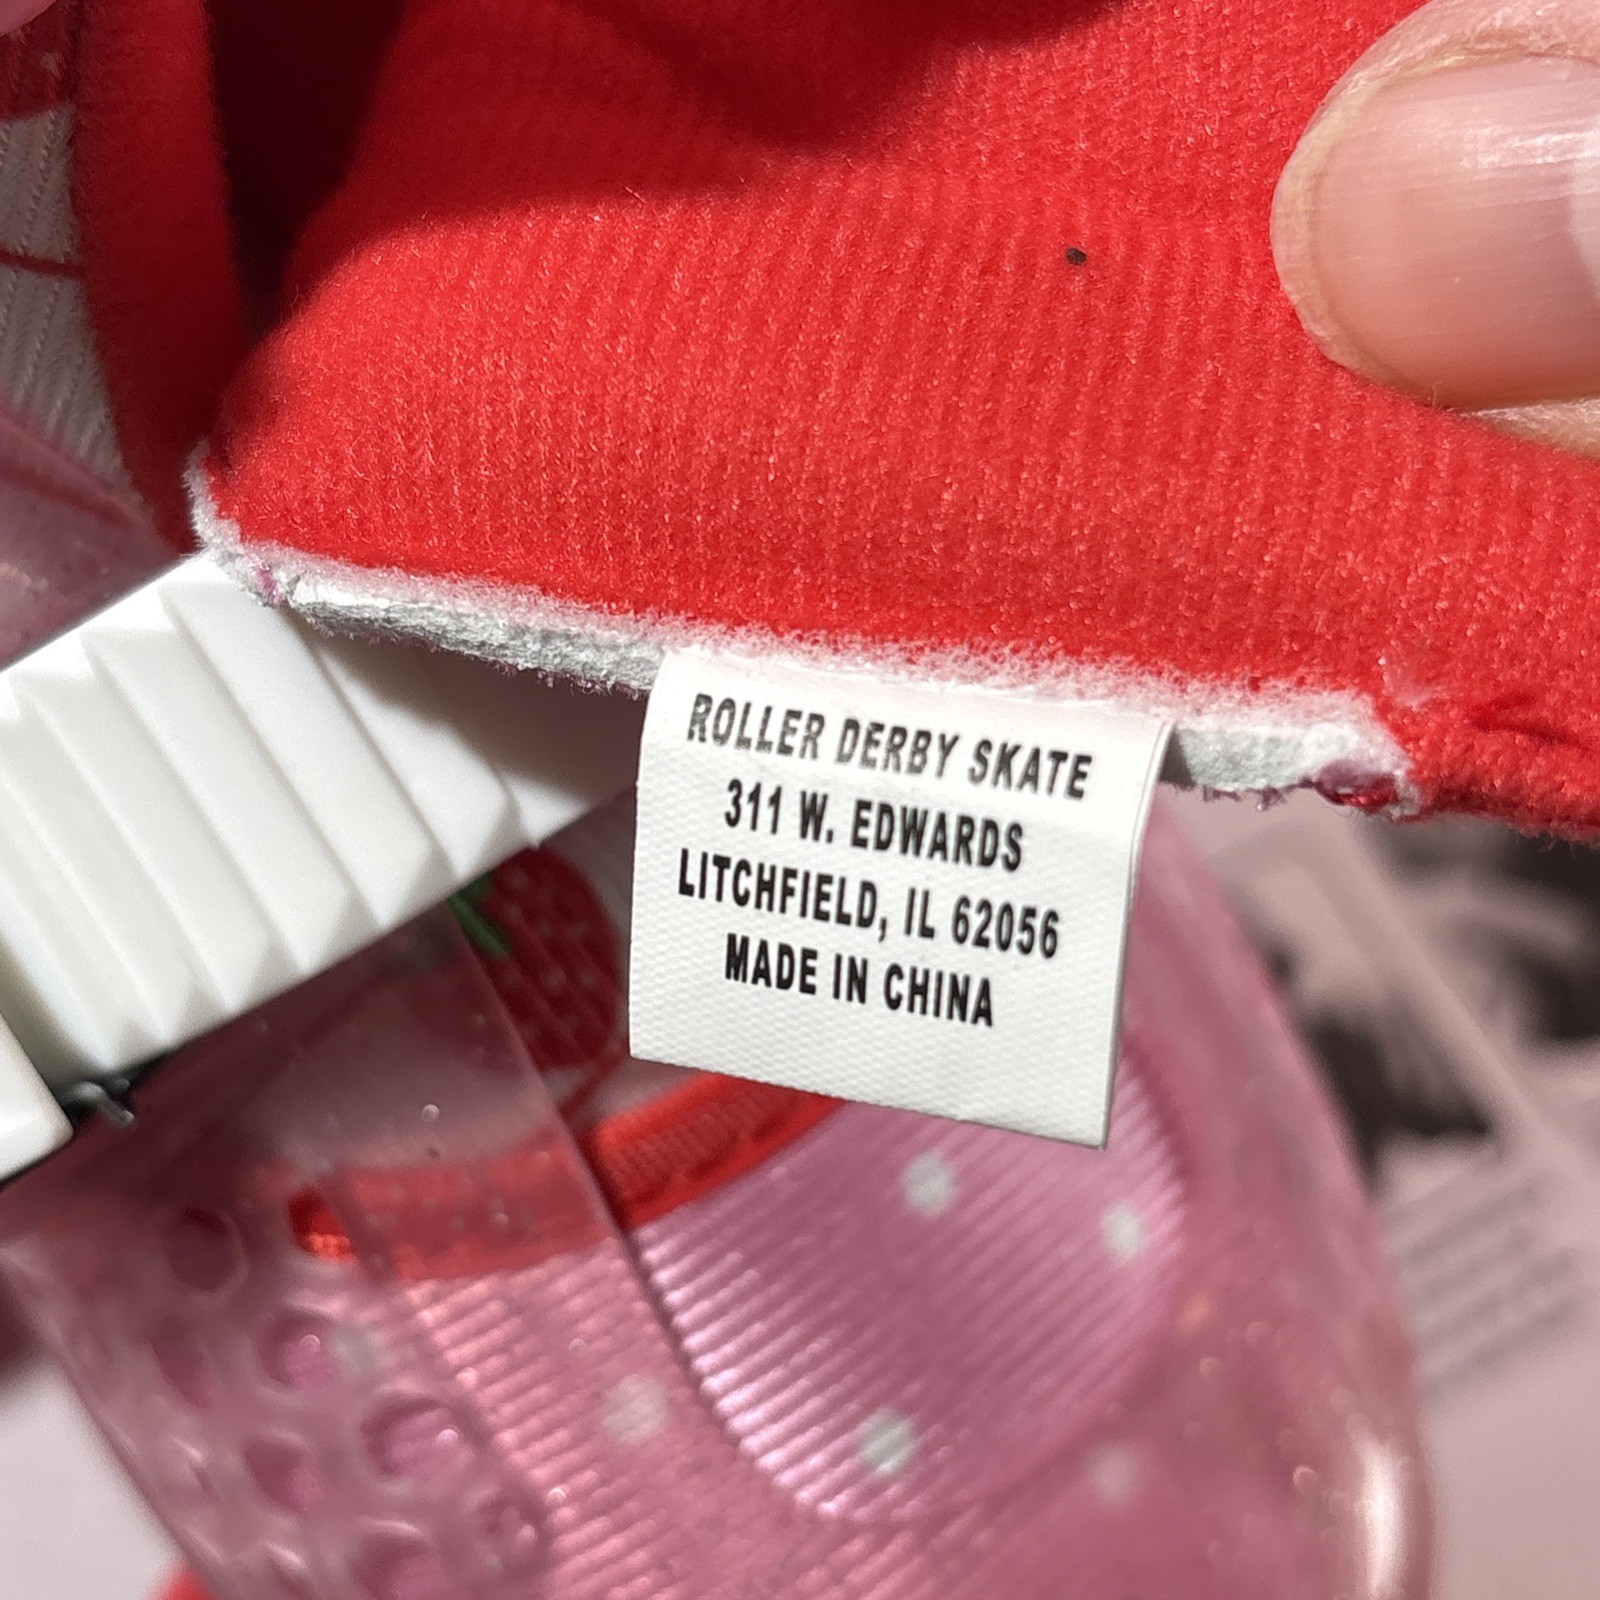 ROLLER DERBY SKATE
311 W. EDWARDS
LITCHFIELD, IL 62056
MADE IN CHINA